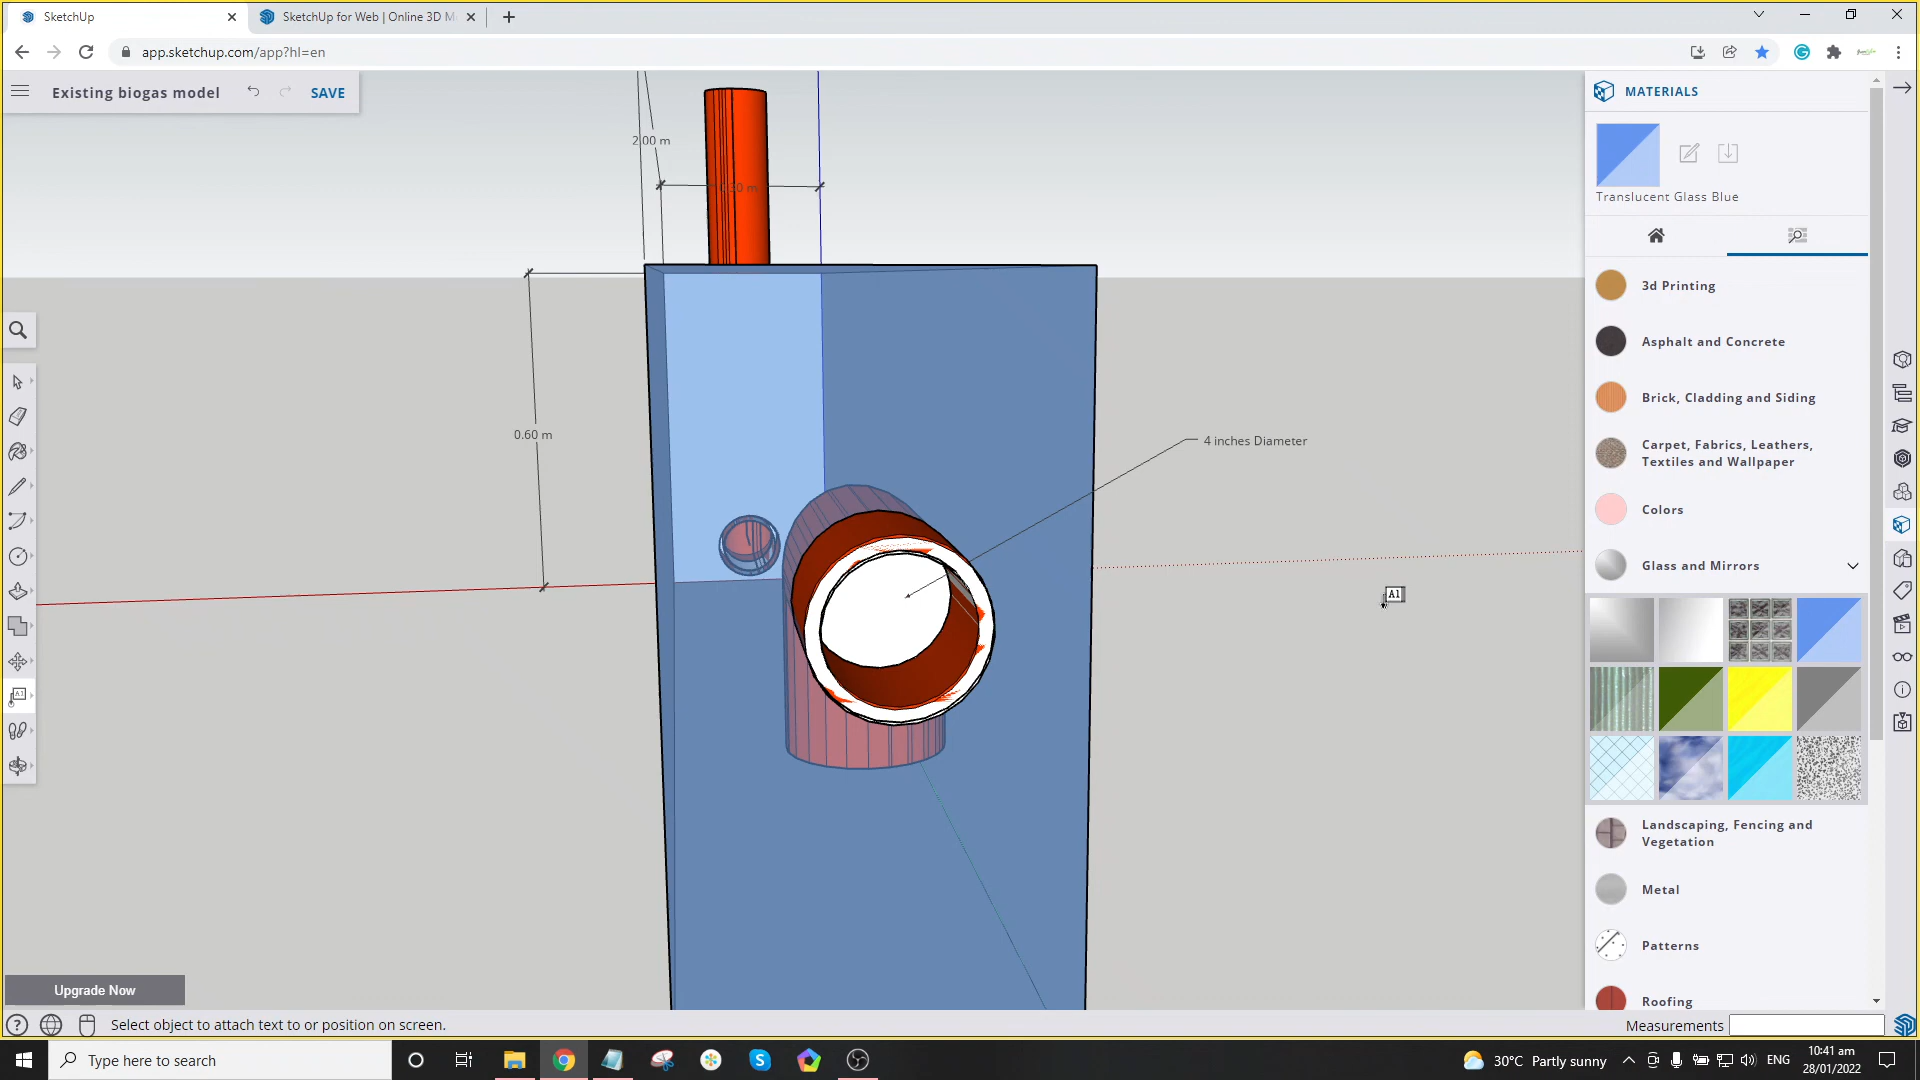 SketchUp
SketchUp for Web | Online 3D M
app.sketchup.com/app?hl=en
Existing biogas model
SAVE
MATERIALS
Translucent Glass Blue
2.00 m
0.60 m
4 inches Diameter
A1
3d Printing
Asphalt and Concrete
Brick, Cladding and Siding
Carpet, Fabrics, Leathers,
Textiles and Wallpaper
Colors
Glass and Mirrors
Landscaping, Fencing and
Vegetation
Metal
Patterns
Roofing
Upgrade Now
Select object to attach text to or position on screen.
Measurements
Type here to search
30°C Partly sunny
ENG
10:41 am
28/01/2022